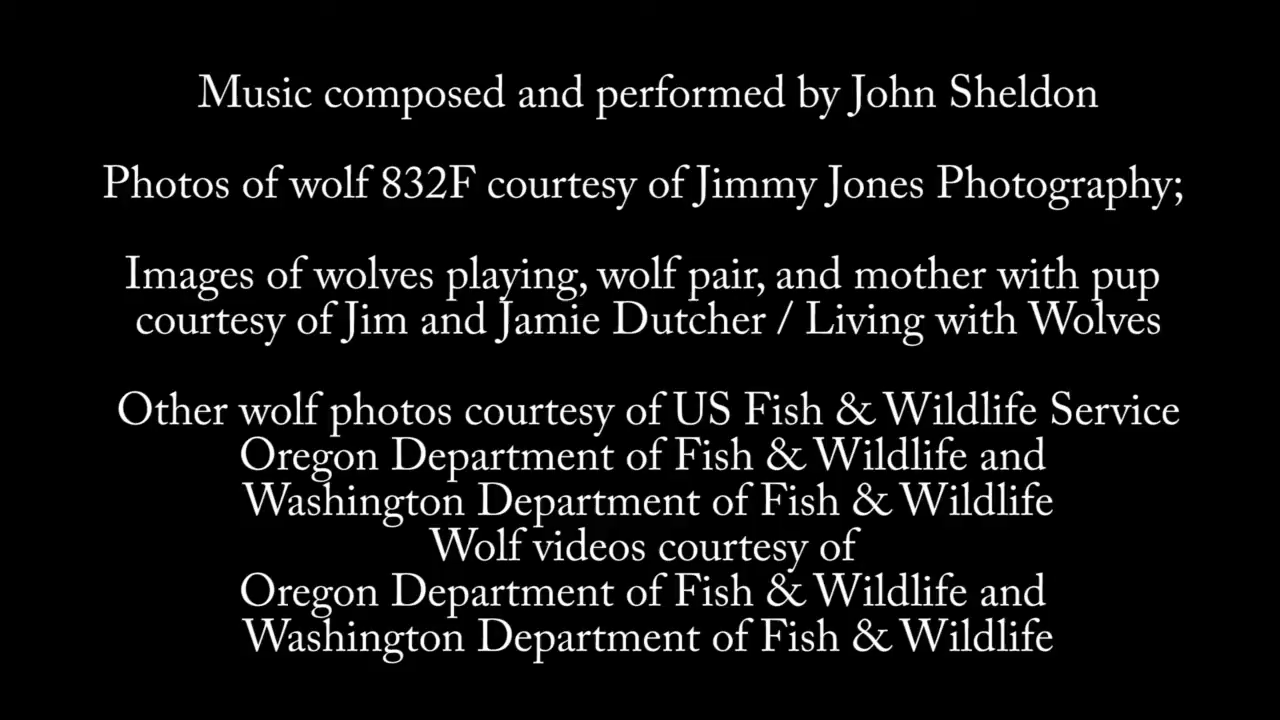 Music composed and performed by John Sheldon
Photos of wolf 832F courtesy of Jimmy Jones Photography;
Images of wolves playing, wolf pair, and mother with pup
courtesy of Jim and Jamie Dutcher / Living with Wolves
Other wolf photos courtesy of US Fish & Wildlife Service
Oregon Department of Fish & Wildlife and
Washington Department of Fish & Wildlife
Wolf videos courtesy of
Oregon Department of Fish & Wildlife and
Washington Department of Fish & Wildlife